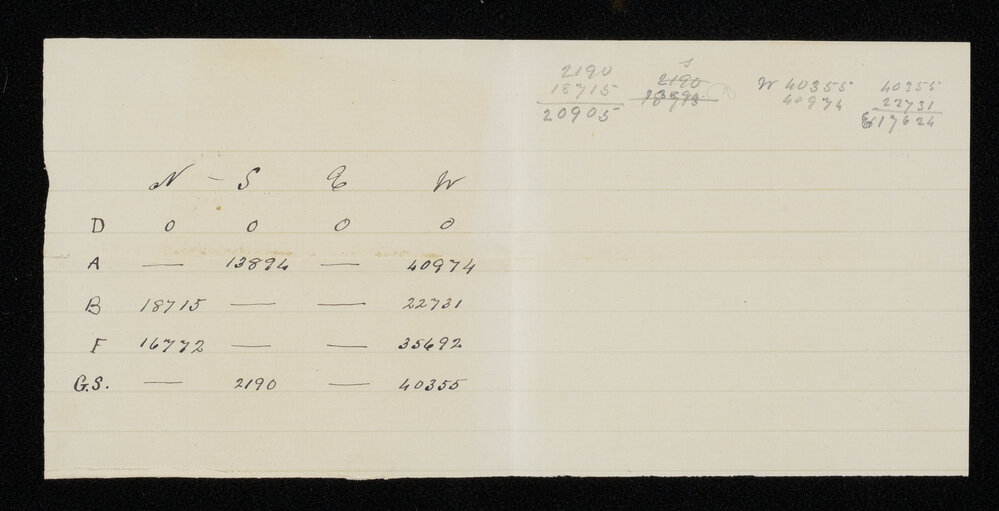 2190
18715
20905
S
2190
W 40355
40974
40355
22731
E 17624
N - S E W
D 0 0 0 0
A — 13894 — 40974
B 18715 — — 22731
F 16772 — — 35692
G.S. — 2190 — 40355